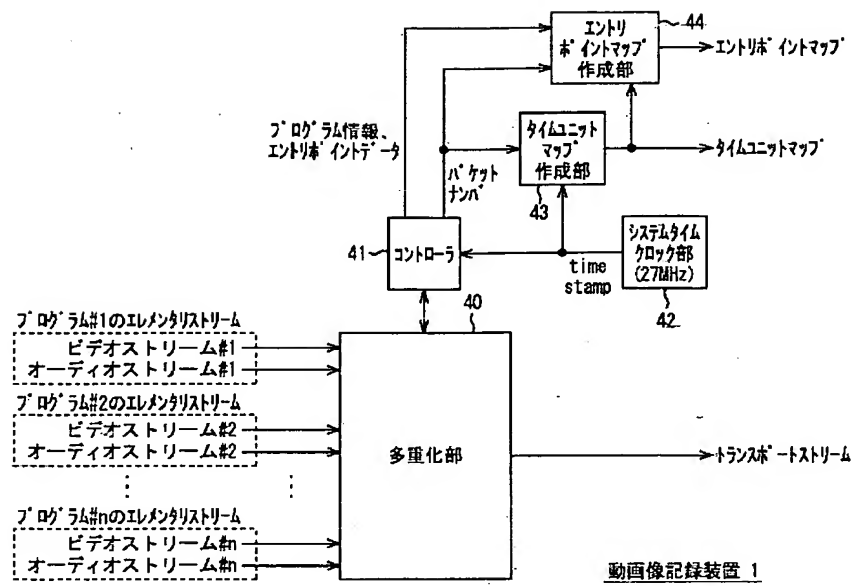 44
エントリ
ポイントマップ
作成部
エントリポイントマップ
プログラム情報、
エントリポイントデータ
パケット
ナンバ
タイムユニット
マップ
作成部
43
タイムユニットマップ
41
コントローラ
time
stamp
システムタイム
クロック部
(27MHz)
42
40
多重化部
プログラム#1のエレメンタリストリーム
ビデオストリーム#1
オーディオストリーム#1
プログラム#2のエレメンタリストリーム
ビデオストリーム#2
オーディオストリーム#2
プログラム#nのエレメンタリストリーム
ビデオストリーム#n
オーディオストリーム#n
トランスポートストリーム
動画像記録装置 1